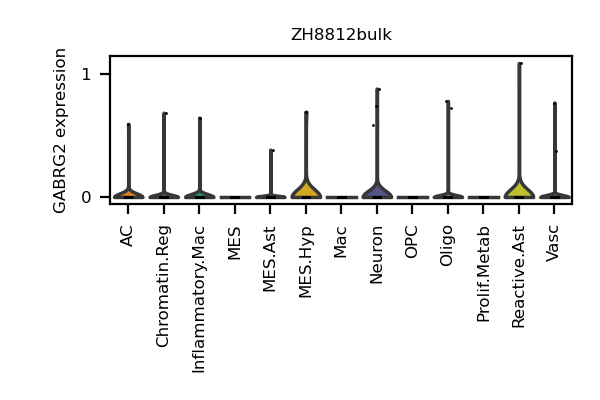 ZH8812bulk
GABRG2 expression
1
0
AC
Chromatin.Reg
Inflammatory.Mac
MES
MES.Ast
MES.Hyp
Mac
Neuron
OPC
Oligo
Prolif.Metab
Reactive.Ast
Vasc